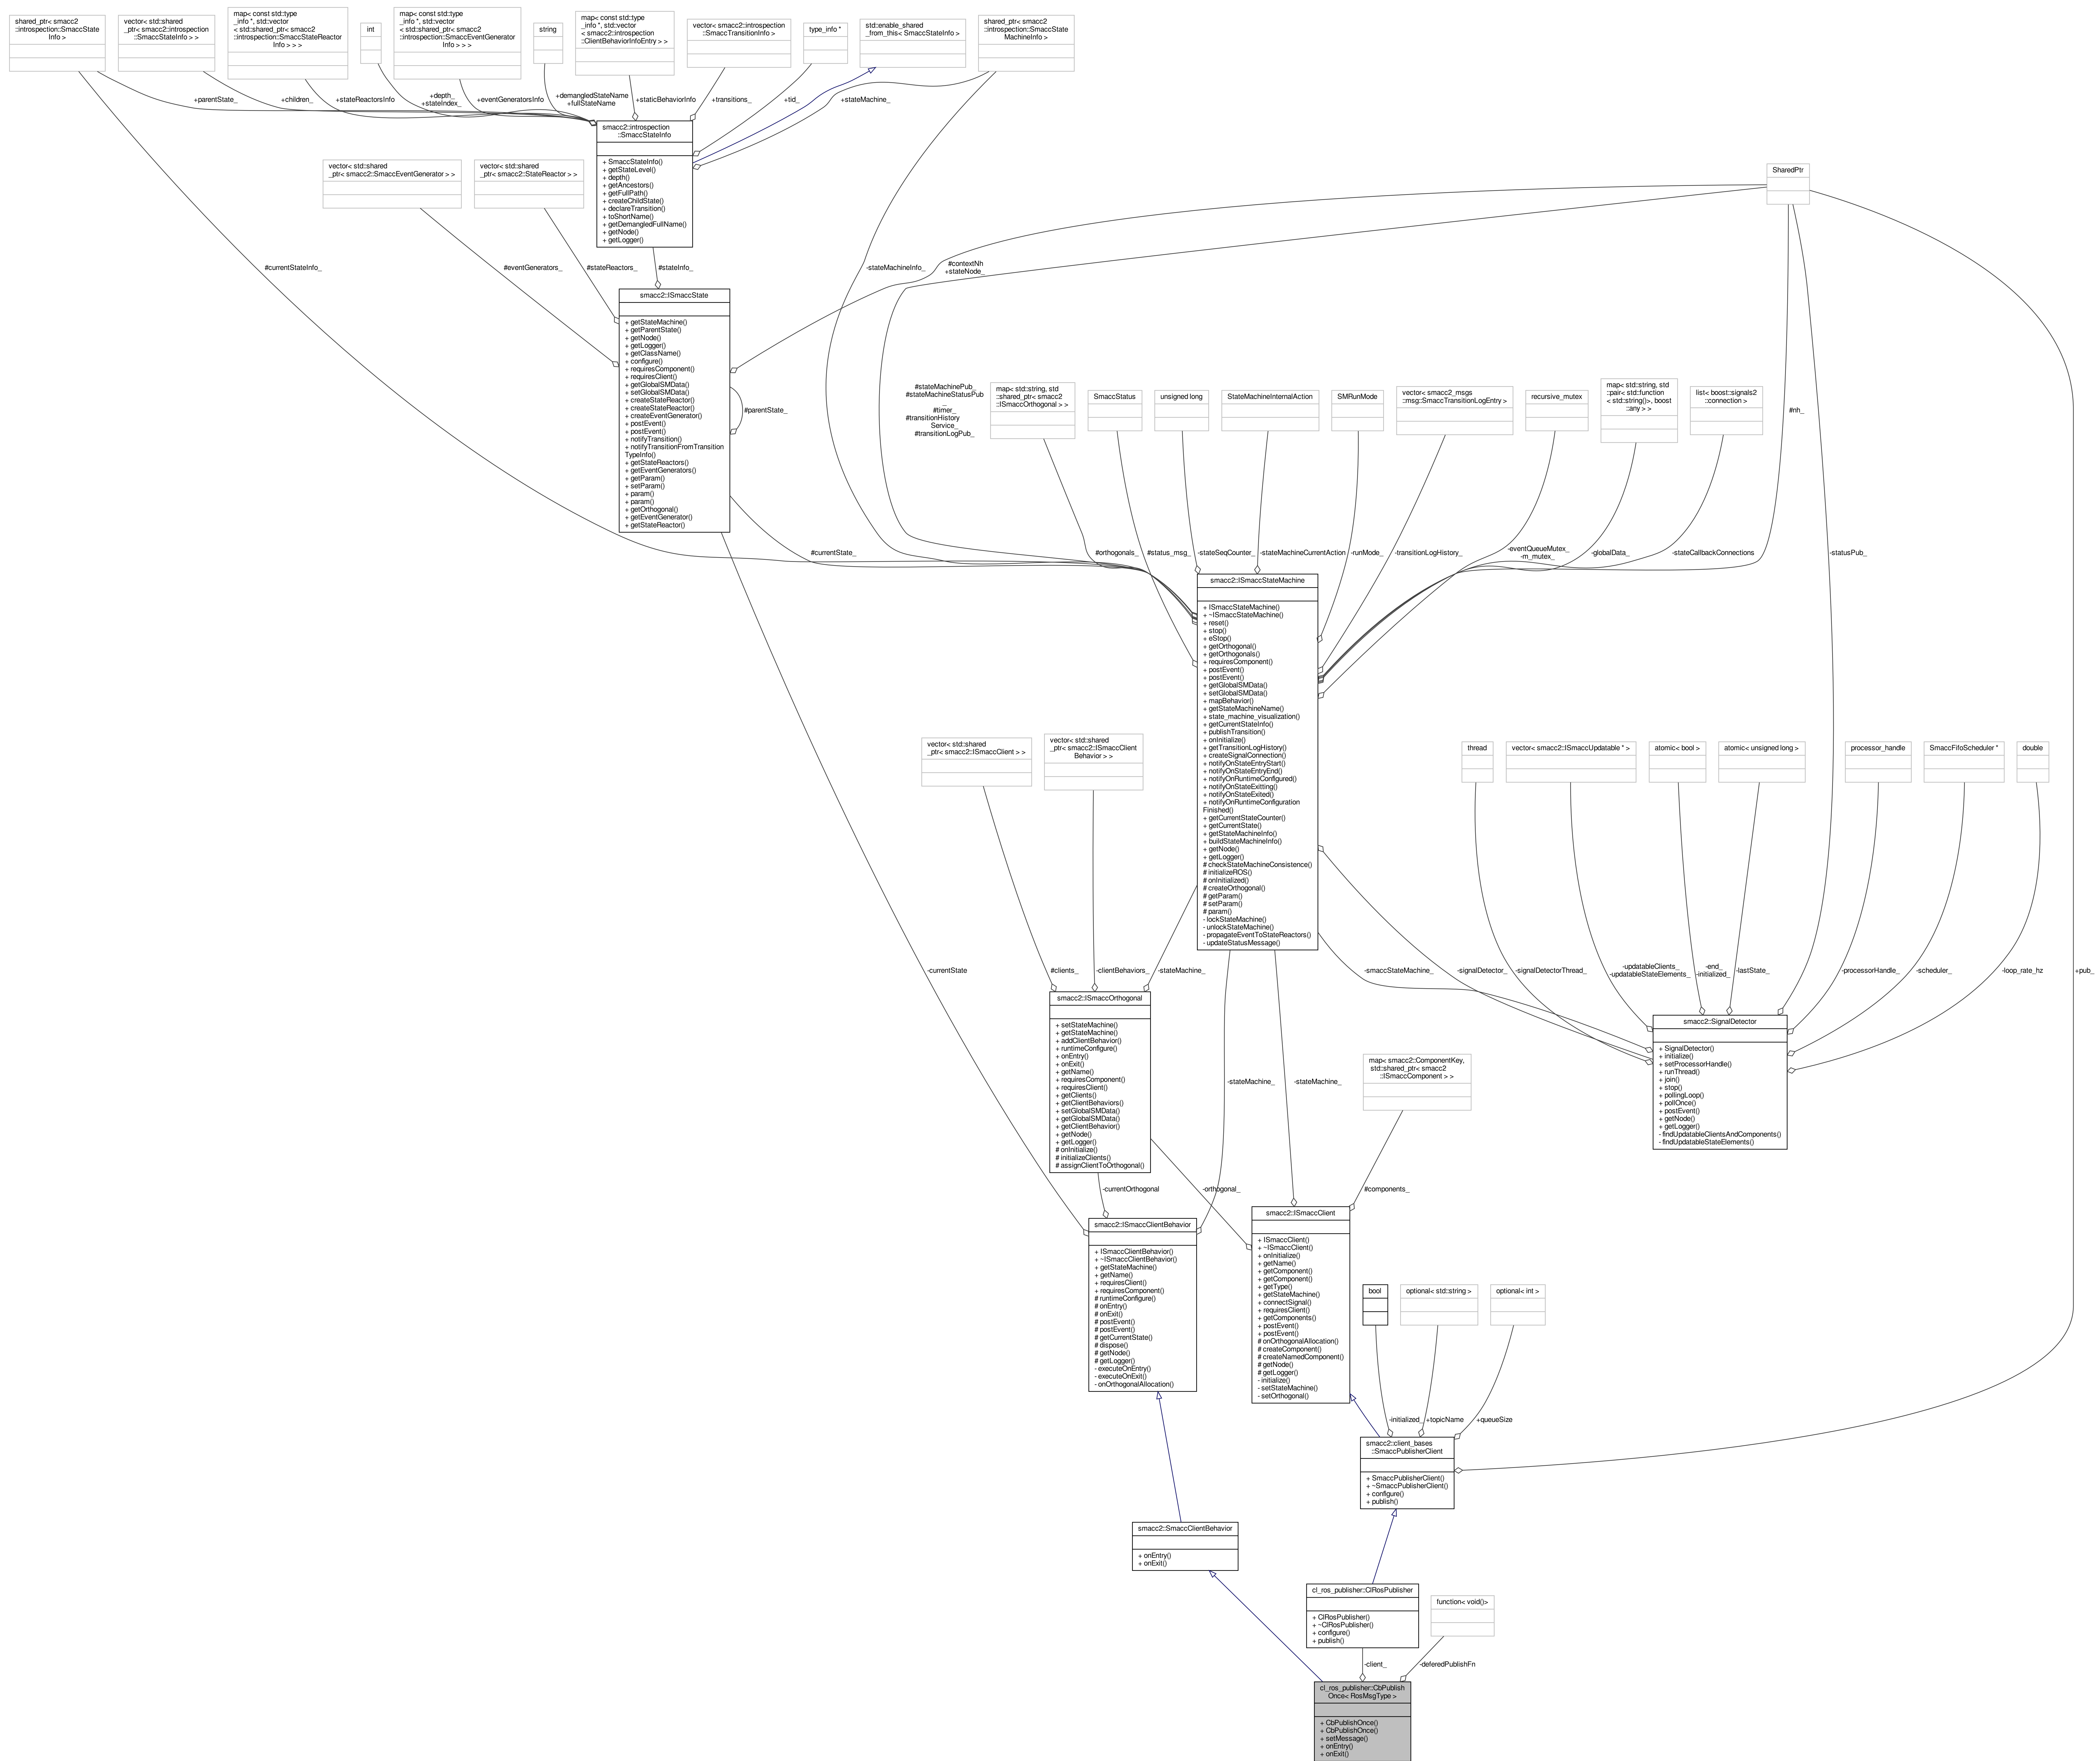 shared_ptr< smacc2
::introspection::SmaccState
Info >
vector< std::shared
_ptr< smacc2::introspection
::SmaccStateInfo > >
map< const std::type
_info *, std::vector
< std::shared_ptr< smacc2
::introspection::SmaccStateReactor
Info > > >
int
map< const std::type
_info *, std::vector
< std::shared_ptr< smacc2
::introspection::SmaccEventGenerator
Info > > >
string
map< const std::type
_info *, std::vector
< smacc2::introspection
::ClientBehaviorInfoEntry > >
vector< smacc2::introspection
::SmaccTransitionInfo >
type_info *
std::enable_shared
_from_this< SmaccStateInfo >
shared_ptr< smacc2
::introspection::SmaccState
MachineInfo >
+parentState_
+children_
+stateReactorsInfo
+depth_
+stateIndex_
+eventGeneratorsInfo
+demangledStateName
+fullStateName
+staticBehaviorInfo
+transitions_
+tid_
+stateMachine_
smacc2::introspection
::SmaccStateInfo
+ SmaccStateInfo()
+ getStateLevel()
+ depth()
+ getAncestors()
+ getFullPath()
+ createChildState()
+ declareTransition()
+ toShortName()
+ getDemangledFullName()
+ getNode()
+ getLogger()
vector< std::shared
_ptr< smacc2::SmaccEventGenerator > >
vector< std::shared
_ptr< smacc2::StateReactor > >
SharedPtr
#currentStateInfo_
#eventGenerators_
#stateReactors_
#stateInfo_
-stateMachineInfo_
#contextNh
+stateNode_
smacc2::ISmaccState
+ getStateMachine()
+ getParentState()
+ getNode()
+ getLogger()
+ getClassName()
+ configure()
+ requiresComponent()
+ requiresClient()
+ getGlobalSMData()
+ setGlobalSMData()
+ createStateReactor()
+ createStateReactor()
+ createEventGenerator()
+ postEvent()
+ postEvent()
+ notifyTransition()
+ notifyTransitionFromTransition
TypeInfo()
+ getStateReactors()
+ getEventGenerators()
+ getParam()
+ setParam()
+ param()
+ param()
+ getOrthogonal()
+ getEventGenerator()
+ getStateReactor()
#parentState_
#stateMachinePub_
#stateMachineStatusPub
_
#timer_
#transitionHistory
Service_
#transitionLogPub_
map< std::string, std
::shared_ptr< smacc2
::ISmaccOrthogonal > >
SmaccStatus
unsigned long
StateMachineInternalAction
SMRunMode
vector< smacc2_msgs
::msg::SmaccTransitionLogEntry >
recursive_mutex
map< std::string, std
::pair< std::function
< std::string()>, boost
::any > >
list< boost::signals2
::connection >
#nh_
#currentState_
#orthogonals_
#status_msg_
-stateSeqCounter_
-stateMachineCurrentAction
-runMode_
-transitionLogHistory_
-eventQueueMutex_
-m_mutex_
-globalData_
-stateCallbackConnections
-statusPub_
smacc2::ISmaccStateMachine
+ ISmaccStateMachine()
+ ~ISmaccStateMachine()
+ reset()
+ stop()
+ eStop()
+ getOrthogonal()
+ getOrthogonals()
+ requiresComponent()
+ postEvent()
+ postEvent()
+ getGlobalSMData()
+ setGlobalSMData()
+ mapBehavior()
+ getStateMachineName()
+ state_machine_visualization()
+ getCurrentStateInfo()
+ publishTransition()
+ onInitialize()
+ getTransitionLogHistory()
+ createSignalConnection()
+ notifyOnStateEntryStart()
+ notifyOnStateEntryEnd()
+ notifyOnRuntimeConfigured()
+ notifyOnStateExitting()
+ notifyOnStateExited()
+ notifyOnRuntimeConfiguration
Finished()
+ getCurrentStateCounter()
+ getCurrentState()
+ getStateMachineInfo()
+ buildStateMachineInfo()
+ getNode()
+ getLogger()
# checkStateMachineConsistence()
# initializeROS()
# onInitialized()
# createOrthogonal()
# getParam()
# setParam()
# param()
- lockStateMachine()
- unlockStateMachine()
- propagateEventToStateReactors()
- updateStatusMessage()
vector< std::shared
_ptr< smacc2::ISmaccClient > >
vector< std::shared
_ptr< smacc2::ISmaccClient
Behavior > >
thread
vector< smacc2::ISmaccUpdatable * >
atomic< bool >
atomic< unsigned long >
processor_handle
SmaccFifoScheduler *
double
-currentState
#clients_
-clientBehaviors_
-stateMachine_
-smaccStateMachine_
-signalDetector_
-signalDetectorThread_
-updatableClients_
-updatableStateElements_
-end_
-initialized_
-lastState_
-processorHandle_
-scheduler_
-loop_rate_hz
+pub_
smacc2::ISmaccOrthogonal
+ setStateMachine()
+ getStateMachine()
+ addClientBehavior()
+ runtimeConfigure()
+ onEntry()
+ onExit()
+ getName()
+ requiresComponent()
+ requiresClient()
+ getClients()
+ getClientBehaviors()
+ setGlobalSMData()
+ getGlobalSMData()
+ getClientBehavior()
+ getNode()
+ getLogger()
# onInitialize()
# initializeClients()
# assignClientToOrthogonal()
smacc2::SignalDetector
+ SignalDetector()
+ initialize()
+ setProcessorHandle()
+ runThread()
+ join()
+ stop()
+ pollingLoop()
+ pollOnce()
+ postEvent()
+ getNode()
+ getLogger()
- findUpdatableClientsAndComponents()
- findUpdatableStateElements()
map< smacc2::ComponentKey,
std::shared_ptr< smacc2
::ISmaccComponent > >
-stateMachine_
-stateMachine_
-currentOrthogonal
-orthogonal_
#components_
smacc2::ISmaccClientBehavior
+ ISmaccClientBehavior()
+ ~ISmaccClientBehavior()
+ getStateMachine()
+ getName()
+ requiresClient()
+ requiresComponent()
# runtimeConfigure()
# onEntry()
# onExit()
# postEvent()
# postEvent()
# getCurrentState()
# dispose()
# getNode()
# getLogger()
- executeOnEntry()
- executeOnExit()
- onOrthogonalAllocation()
smacc2::ISmaccClient
+ ISmaccClient()
+ ~ISmaccClient()
+ onInitialize()
+ getName()
+ getComponent()
+ getComponent()
+ getType()
+ getStateMachine()
+ connectSignal()
+ requiresClient()
+ getComponents()
+ postEvent()
+ postEvent()
# onOrthogonalAllocation()
# createComponent()
# createNamedComponent()
# getNode()
# getLogger()
- initialize()
- setStateMachine()
- setOrthogonal()
bool
optional< std::string >
optional< int >
-initialized_
+topicName
+queueSize
smacc2::client_bases
::SmaccPublisherClient
+ SmaccPublisherClient()
+ ~SmaccPublisherClient()
+ configure()
+ publish()
smacc2::SmaccClientBehavior
+ onEntry()
+ onExit()
cl_ros_publisher::ClRosPublisher
+ ClRosPublisher()
+ ~ClRosPublisher()
+ configure()
+ publish()
function< void()>
-client_
-deferedPublishFn
cl_ros_publisher::CbPublish
Once< RosMsgType >
+ CbPublishOnce()
+ CbPublishOnce()
+ setMessage()
+ onEntry()
+ onExit()